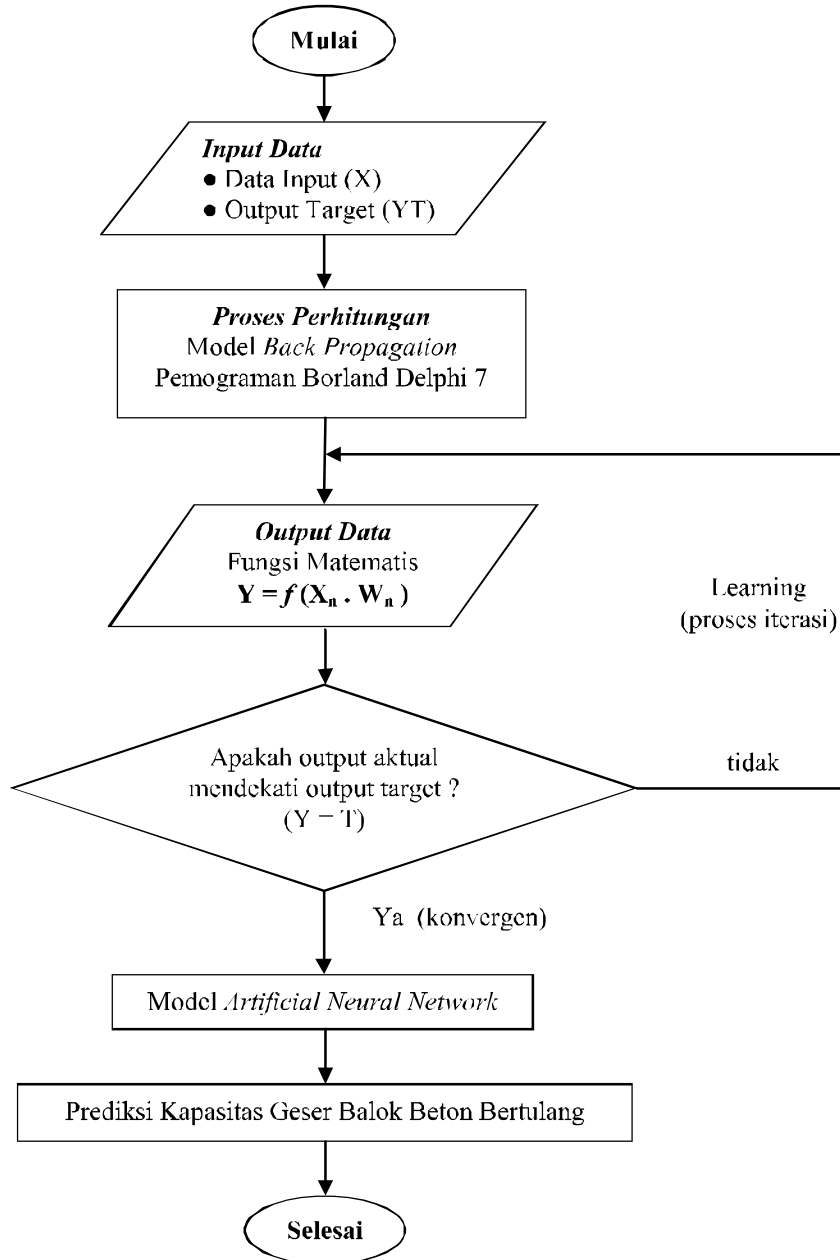 Mulai
Input Data
● Data Input (X)
● Output Target (YT)
Proses Perhitungan
Model Back Propagation
Pemograman Borland Delphi 7
Output Data
Fungsi Matematis
Y = f (Xn . Wn )
Learning
(proses iterasi)
Apakah output aktual
mendekati output target ?
(Y = T)
tidak
Ya (konvergen)
Model Artificial Neural Network
Prediksi Kapasitas Geser Balok Beton Bertulang
Selesai